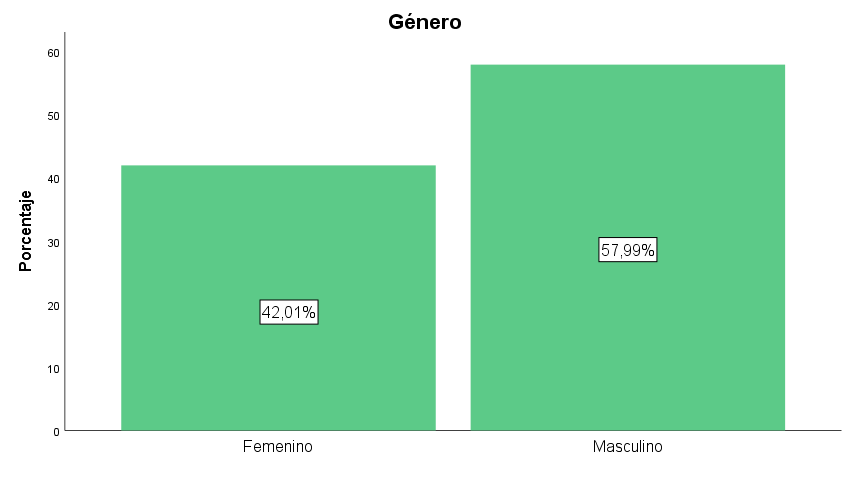 Género
Porcentaje
60
50
40
30
20
10
0
57,99%
42,01%
Femenino
Masculino